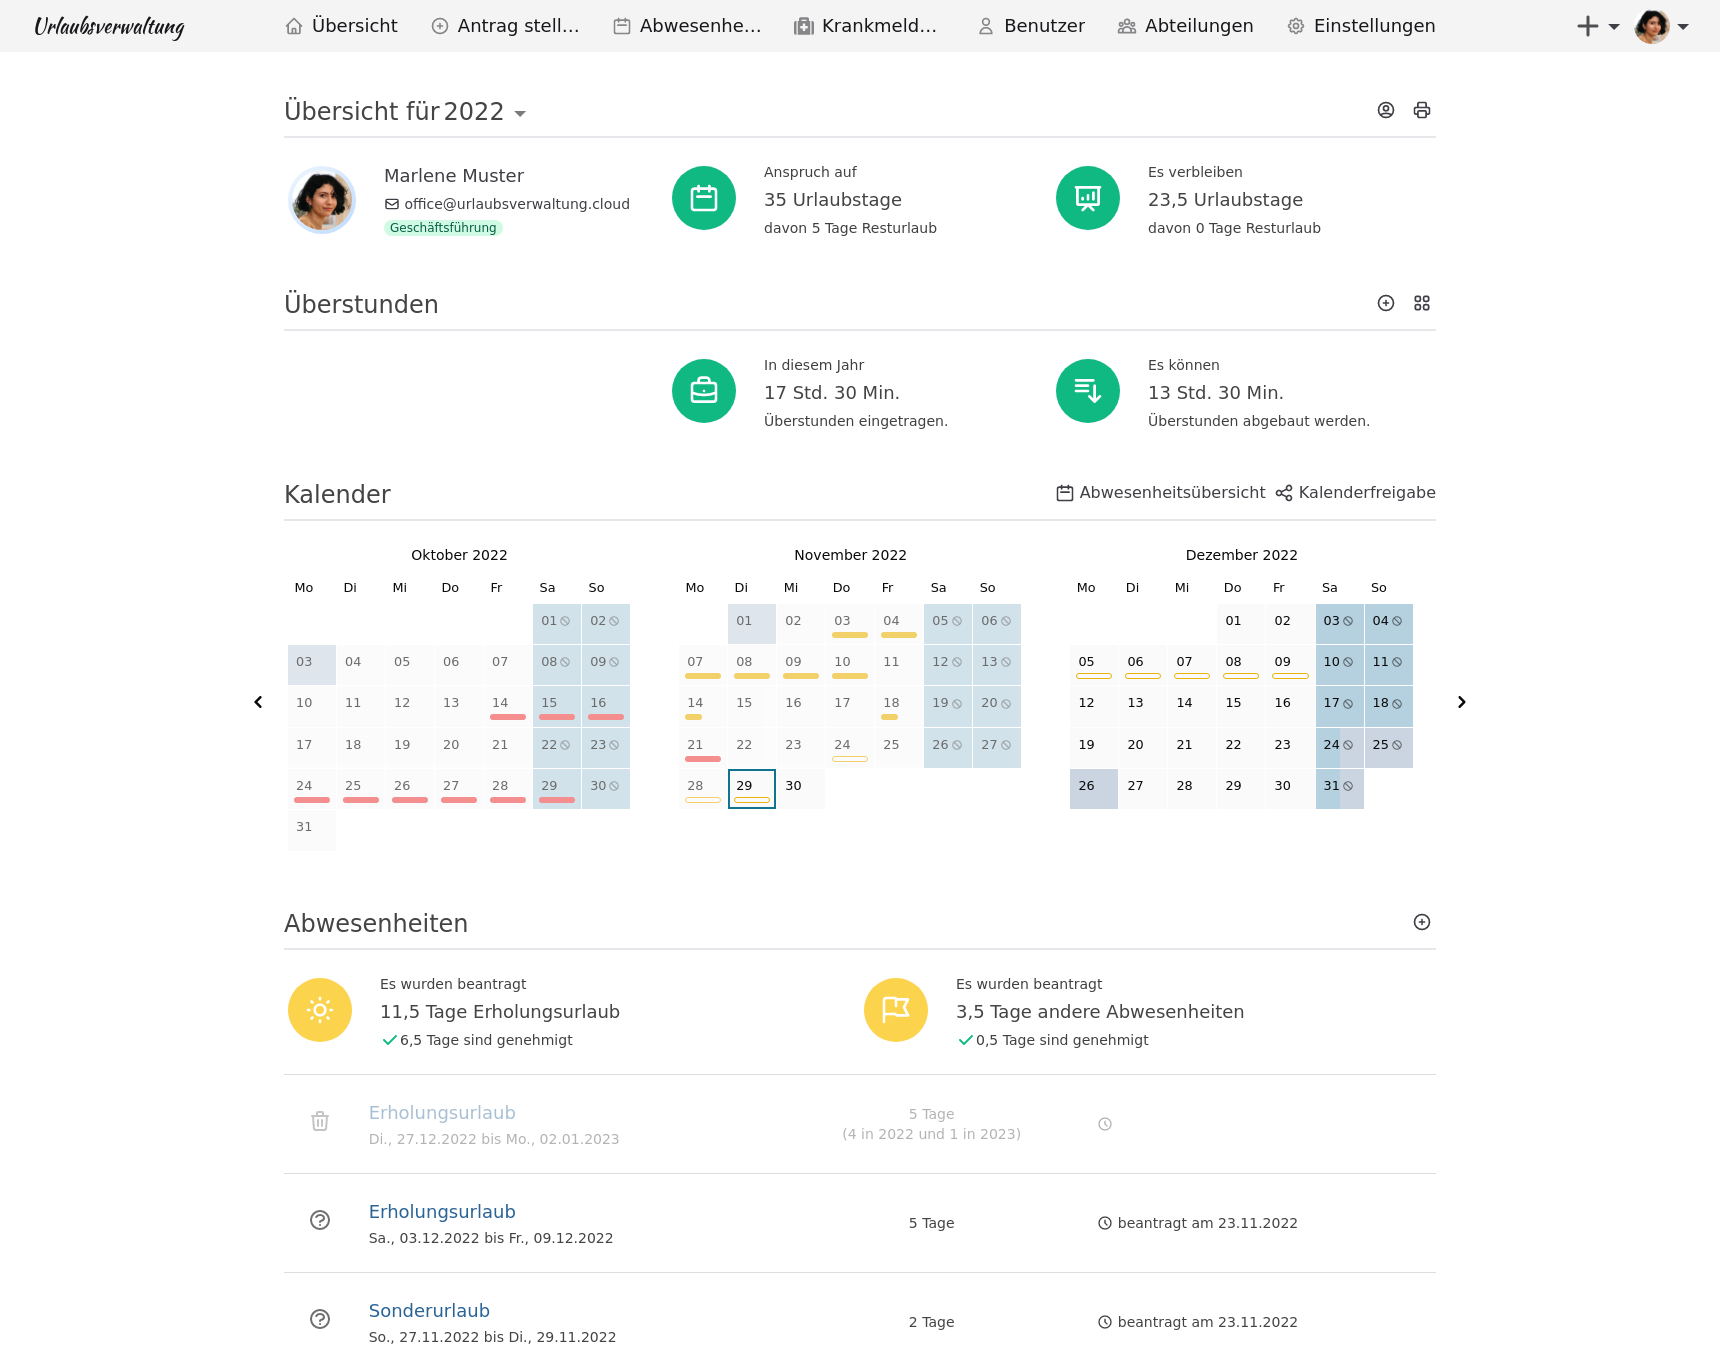 Urlaubsverwaltung
Übersicht
Antrag stell...
Abwesenhe...
Krankmeld...
Benutzer
Abteilungen
Einstellungen
Übersicht für 2022
Marlene Muster
office@urlaubsverwaltung.cloud
Geschäftsführung
Anspruch auf
35 Urlaubstage
davon 5 Tage Resturlaub
Es verbleiben
23,5 Urlaubstage
davon 0 Tage Resturlaub
Überstunden
In diesem Jahr
17 Std. 30 Min.
Überstunden eingetragen.
Es können
13 Std. 30 Min.
Überstunden abgebaut werden.
Kalender
Abwesenheitsübersicht
Kalenderfreigabe
Oktober 2022
Mo Di Mi Do Fr Sa So
01 02
03 04 05 06 07 08 09
10 11 12 13 14 15 16
17 18 19 20 21 22 23
24 25 26 27 28 29 30
31
November 2022
Mo Di Mi Do Fr Sa So
01 02 03 04 05 06
07 08 09 10 11 12 13
14 15 16 17 18 19 20
21 22 23 24 25 26 27
28 29 30
Dezember 2022
Mo Di Mi Do Fr Sa So
01 02 03 04
05 06 07 08 09 10 11
12 13 14 15 16 17 18
19 20 21 22 23 24 25
26 27 28 29 30 31
Abwesenheiten
Es wurden beantragt
11,5 Tage Erholungsurlaub
6,5 Tage sind genehmigt
Es wurden beantragt
3,5 Tage andere Abwesenheiten
0,5 Tage sind genehmigt
Erholungsurlaub
Di., 27.12.2022 bis Mo., 02.01.2023
5 Tage
(4 in 2022 und 1 in 2023)
Erholungsurlaub
Sa., 03.12.2022 bis Fr., 09.12.2022
5 Tage
beantragt am 23.11.2022
Sonderurlaub
So., 27.11.2022 bis Di., 29.11.2022
2 Tage
beantragt am 23.11.2022